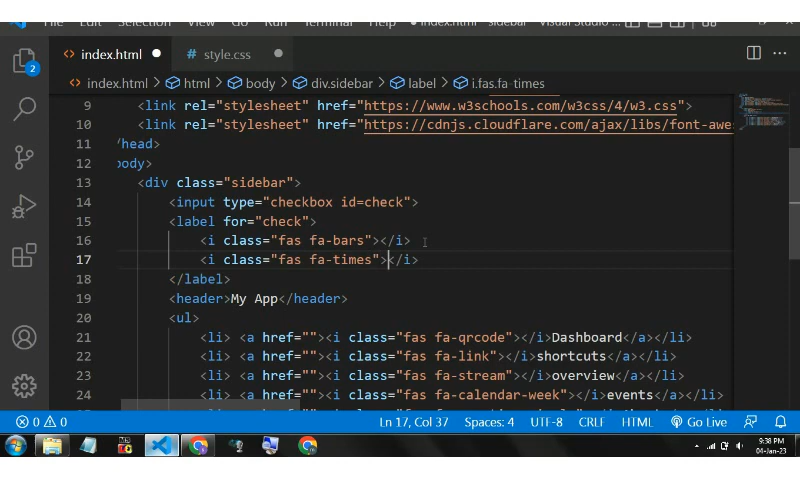 File Edit Selection View Go Run Terminal Help ● index.html - sidebar - Visual Studio ...
<> index.html ●
# style.css ●
<> index.html > html > body > div.sidebar > label > i.fas.fa-times
2
9 <link rel="stylesheet" href="https://www.w3schools.com/w3css/4/w3.css">
10 <link rel="stylesheet" href="https://cdnjs.cloudflare.com/ajax/libs/font-awes
11 /head>
12 body>
13 <div class="sidebar">
14 <input type="checkbox id=check">
15 <label for="check">
16 <i class="fas fa-bars"></i>
17 <i class="fas fa-times"></i>
18 </label>
19 <header>My App</header>
20 <ul>
21 <li> <a href=""><i class="fas fa-qrcode"></i>Dashboard</a></li>
22 <li> <a href=""><i class="fas fa-link"></i>shortcuts</a></li>
23 <li> <a href=""><i class="fas fa-stream"></i>overview</a></li>
24 <li> <a href=""><i class="fas fa-calendar-week"></i>events</a></li>
0 0 Ln 17, Col 37 Spaces: 4 UTF-8 CRLF HTML Go Live
9:38 PM
04-Jan-23